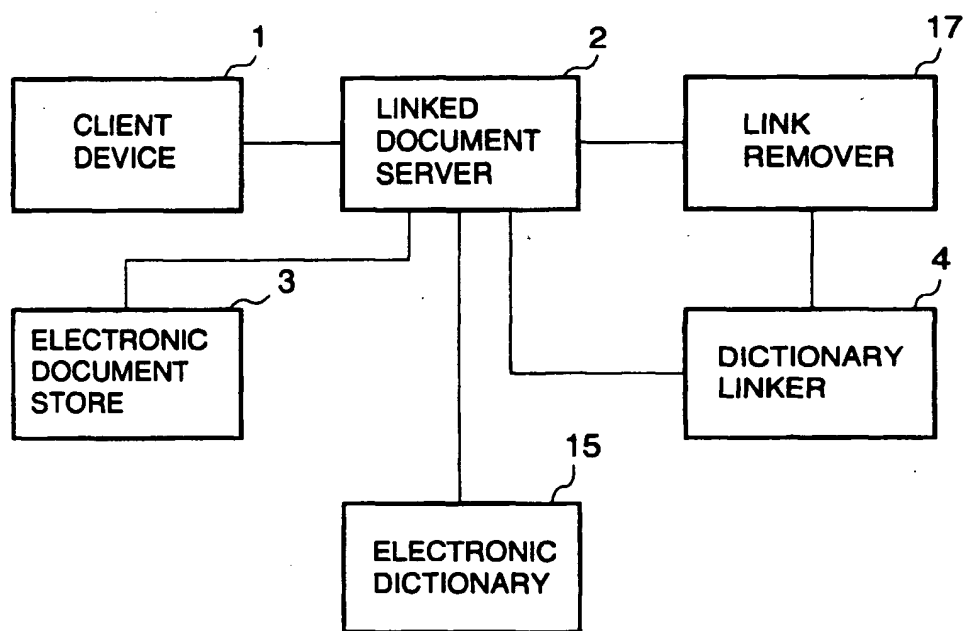 1
CLIENT
DEVICE
2
LINKED
DOCUMENT
SERVER
17
LINK
REMOVER
3
ELECTRONIC
DOCUMENT
STORE
4
DICTIONARY
LINKER
15
ELECTRONIC
DICTIONARY